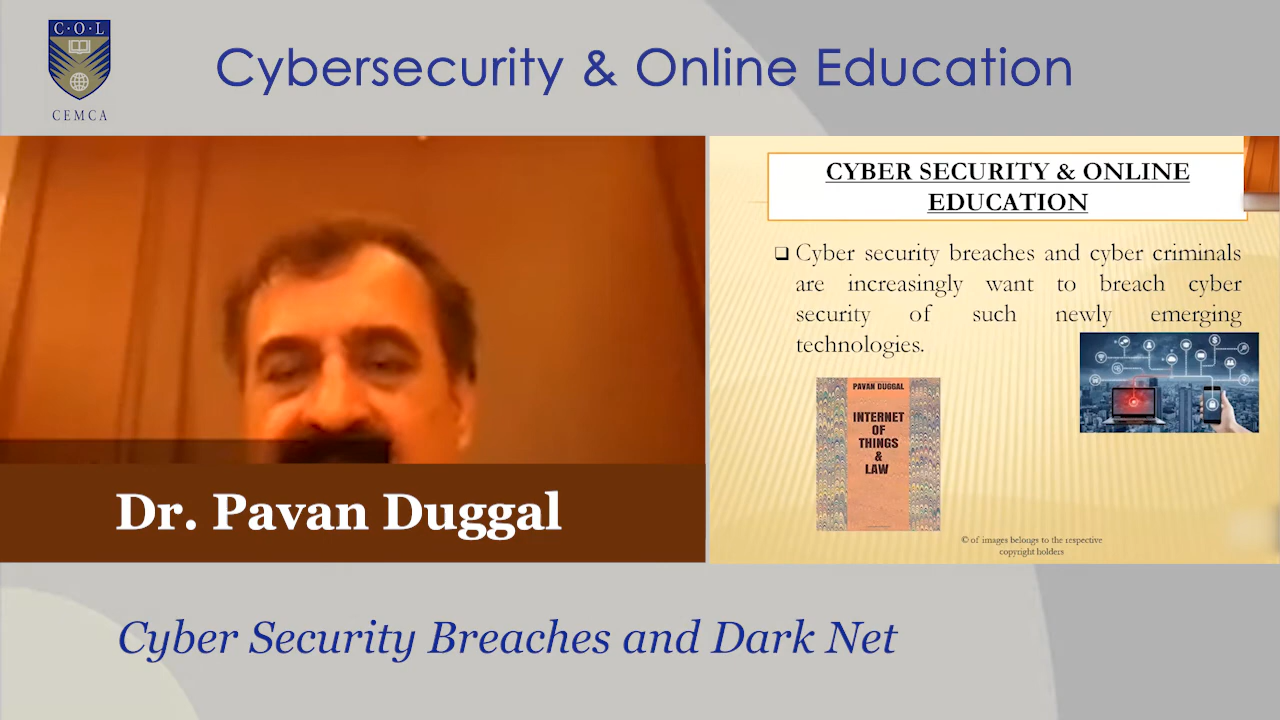 C·O·L
CEMCA
Cybersecurity & Online Education
CYBER SECURITY & ONLINE
EDUCATION
Cyber security breaches and cyber criminals
are increasingly want to breach cyber
security of such newly emerging
technologies.
PAVAN DUGGAL
INTERNET
OF
THINGS
&
LAW
© of images belongs to the respective
copyright holders
Dr. Pavan Duggal
Cyber Security Breaches and Dark Net